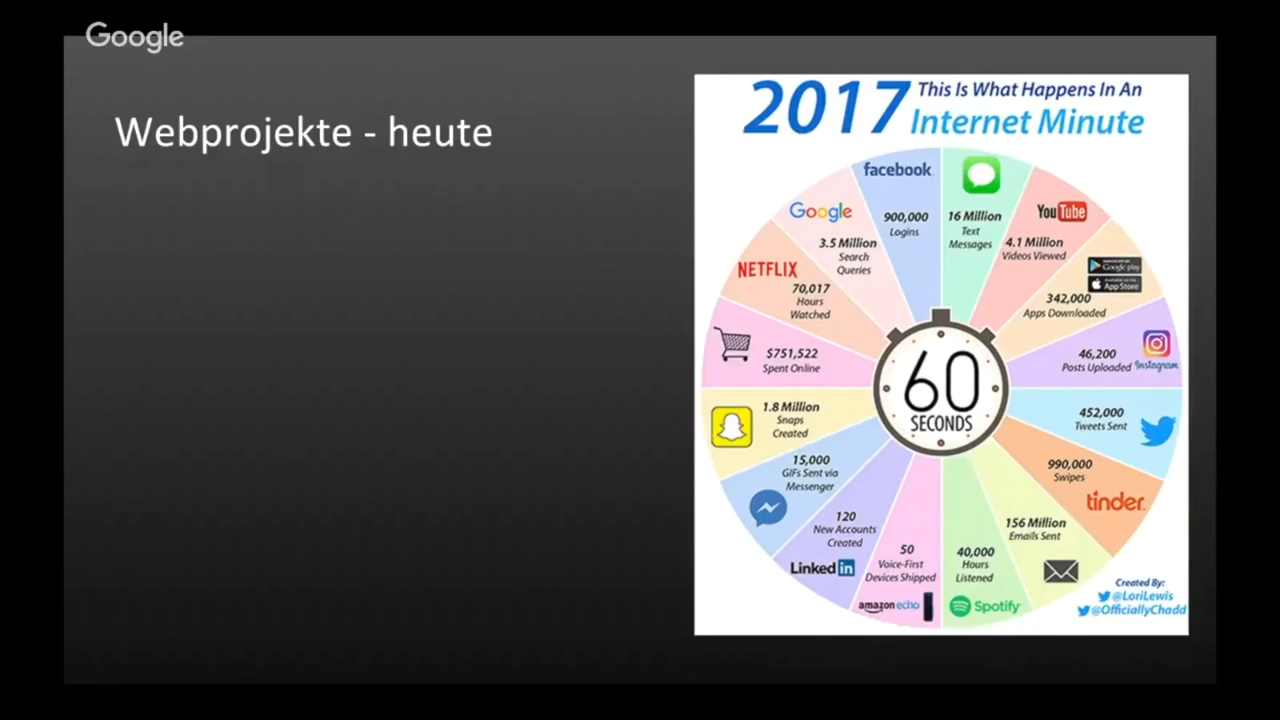 Google
Webprojekte - heute
2017 This Is What Happens In An
Internet Minute
facebook
900,000
Logins
16 Million
Text
Messages
YouTube
4.1 Million
Videos Viewed
Google play
App Store
342,000
Apps Downloaded
46,200
Posts Uploaded
Instagram
452,000
Tweets Sent
990,000
Swipes
tinder
156 Million
Emails Sent
40,000
Hours
Listened
Spotify
50
Voice-First
Devices Shipped
amazon echo
120
New Accounts
Created
Linked in
15,000
GIFs Sent via
Messenger
1.8 Million
Snaps
Created
$751,522
Spent Online
NETFLIX
70,017
Hours
Watched
Google
3.5 Million
Search
Queries
60
SECONDS
Created By:
@LoriLewis
@OfficiallyChadd